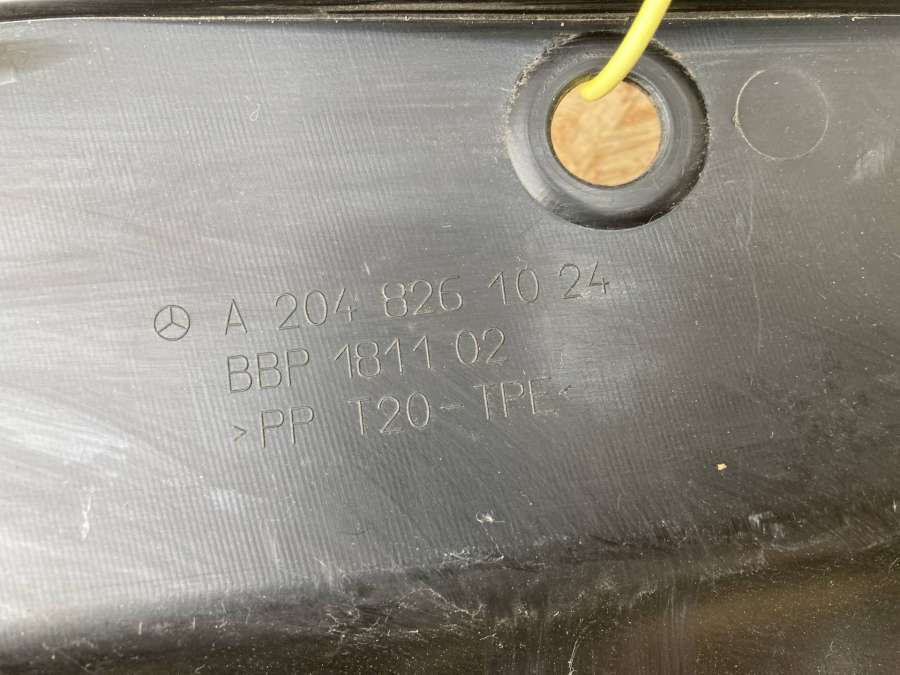 A 204 826 10 24
BBP 1811 02
>PP T20-TPE<